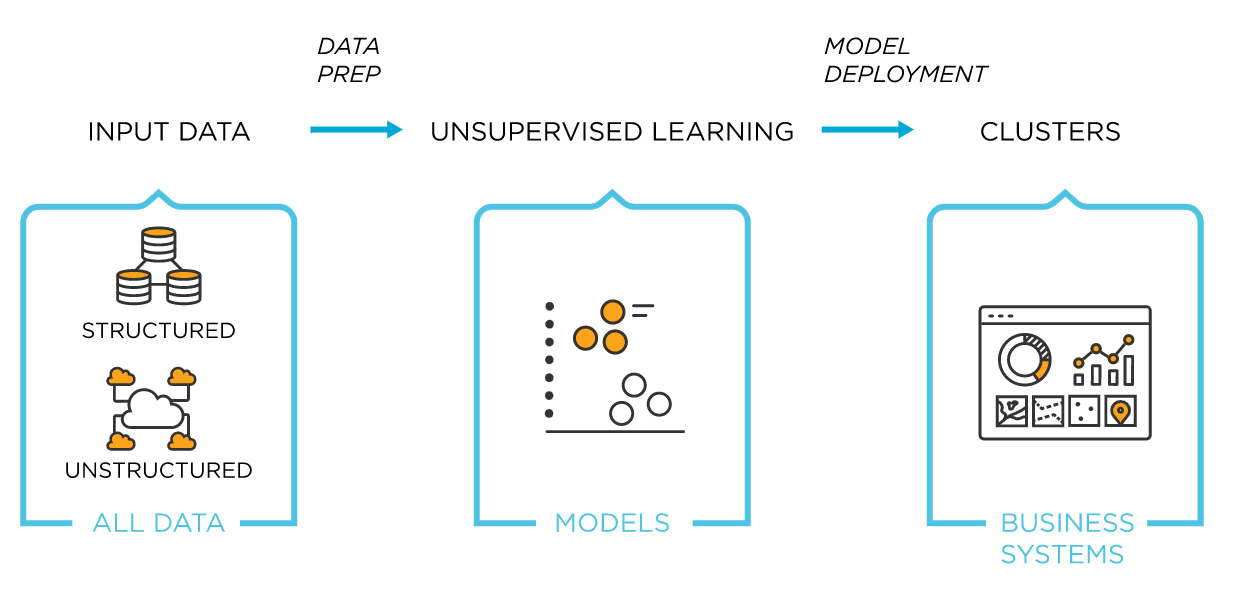 DATA
PREP
MODEL
DEPLOYMENT
INPUT DATA
UNSUPERVISED LEARNING
CLUSTERS
STRUCTURED
UNSTRUCTURED
ALL DATA
MODELS
BUSINESS
SYSTEMS